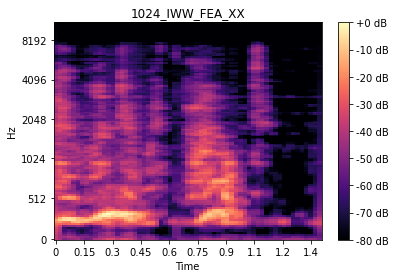 1024_IWW_FEA_XX
Hz
8192
4096
2048
1024
512
0
0 0.15 0.3 0.45 0.6 0.75 0.9 1.1 1.2 1.4
Time
+0 dB
-10 dB
-20 dB
-30 dB
-40 dB
-50 dB
-60 dB
-70 dB
-80 dB